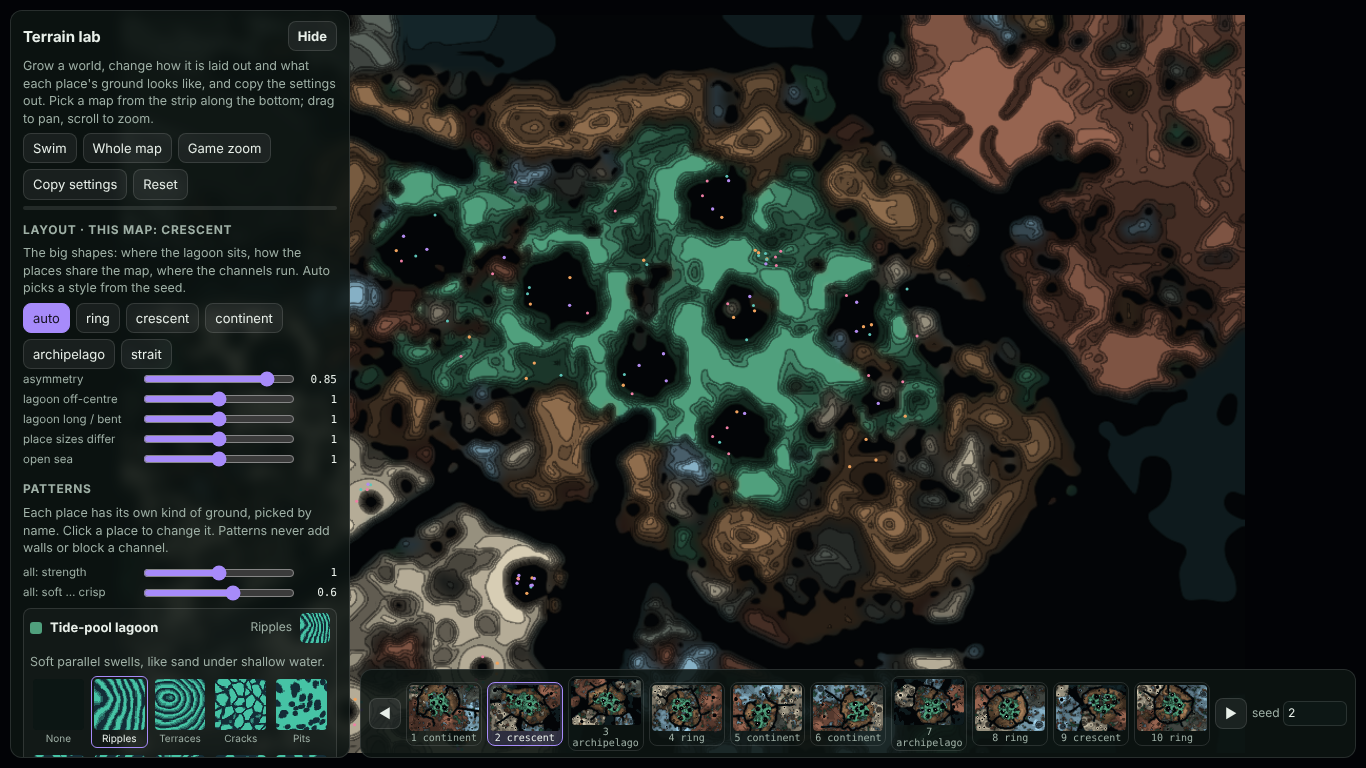 Terrain lab
Hide
Grow a world, change how it is laid out and what
each place's ground looks like, and copy the settings
out. Pick a map from the strip along the bottom; drag
to pan, scroll to zoom.
Swim
Whole map
Game zoom
Copy settings
Reset
LAYOUT · THIS MAP: CRESCENT
The big shapes: where the lagoon sits, how the
places share the map, where the channels run. Auto
picks a style from the seed.
auto
ring
crescent
continent
archipelago
strait
asymmetry 0.85
lagoon off-centre 1
lagoon long / bent 1
place sizes differ 1
open sea 1
PATTERNS
Each place has its own kind of ground, picked by
name. Click a place to change it. Patterns never add
walls or block a channel.
all: strength 1
all: soft ... crisp 0.6
Tide-pool lagoon
Ripples
Soft parallel swells, like sand under shallow water.
None
Ripples
Terraces
Cracks
Pits
1 continent
2 crescent
3
archipelago
4 ring
5 continent
6 continent
7
archipelago
8 ring
9 crescent
10 ring
seed 2